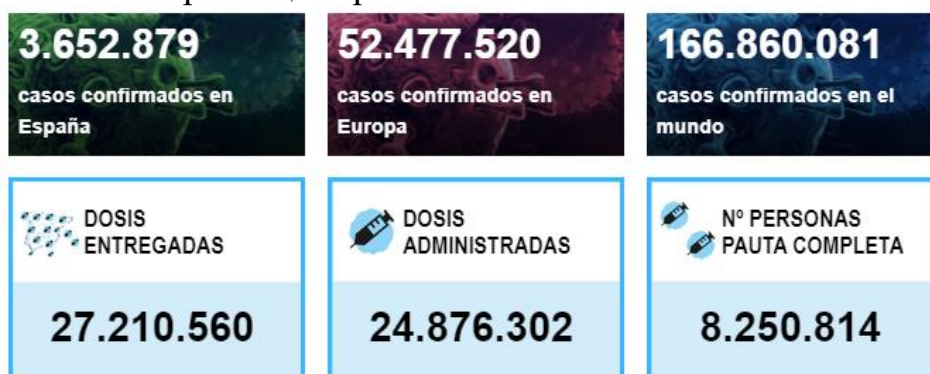 3.652.879
casos confirmados en
España
52.477.520
casos confirmados en
Europa
166.860.081
casos confirmados en el
mundo
DOSIS
ENTREGADAS
27.210.560
DOSIS
ADMINISTRADAS
24.876.302
Nº PERSONAS
PAUTA COMPLETA
8.250.814